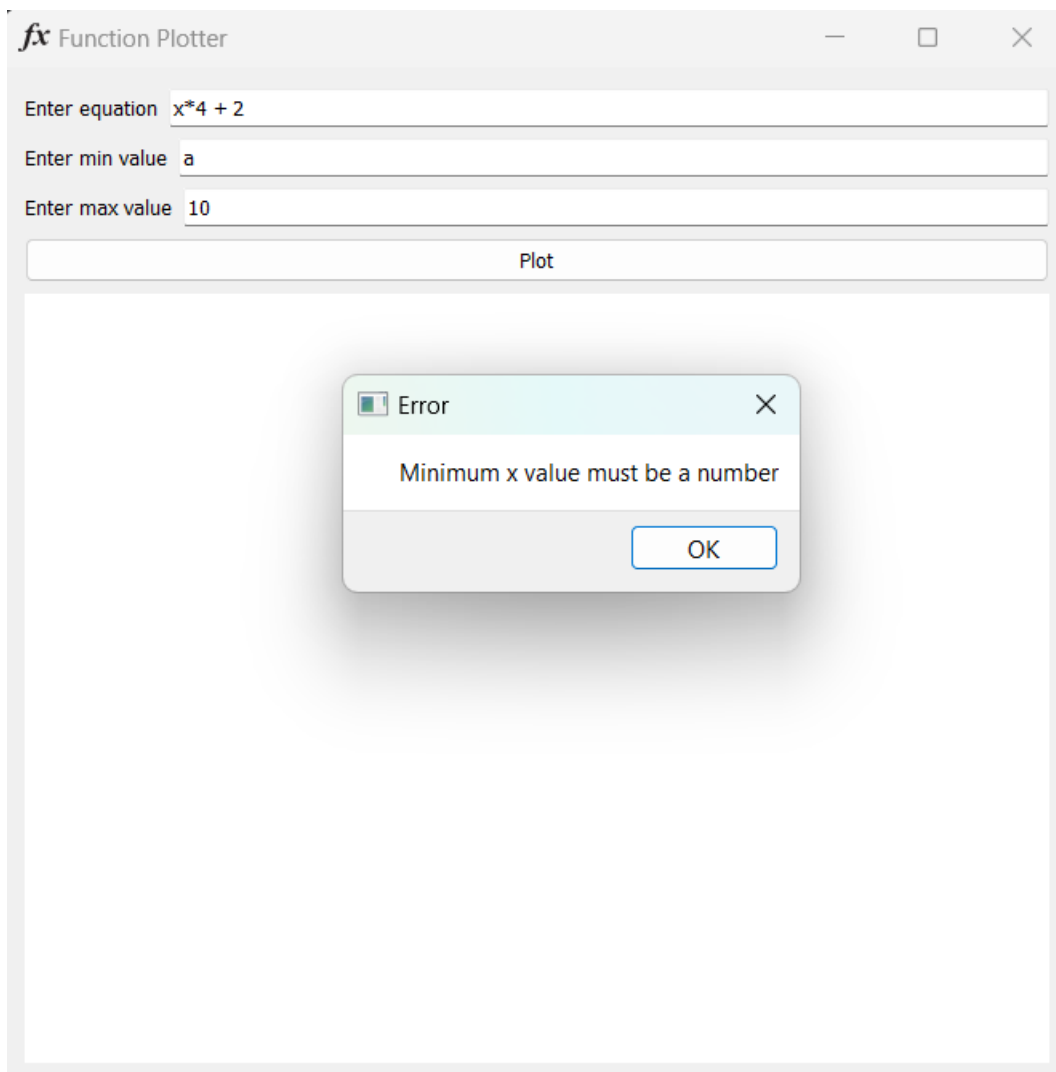 fx Function Plotter
Enter equation x*4 + 2
Enter min value a
Enter max value 10
Plot
Error
Minimum x value must be a number
OK